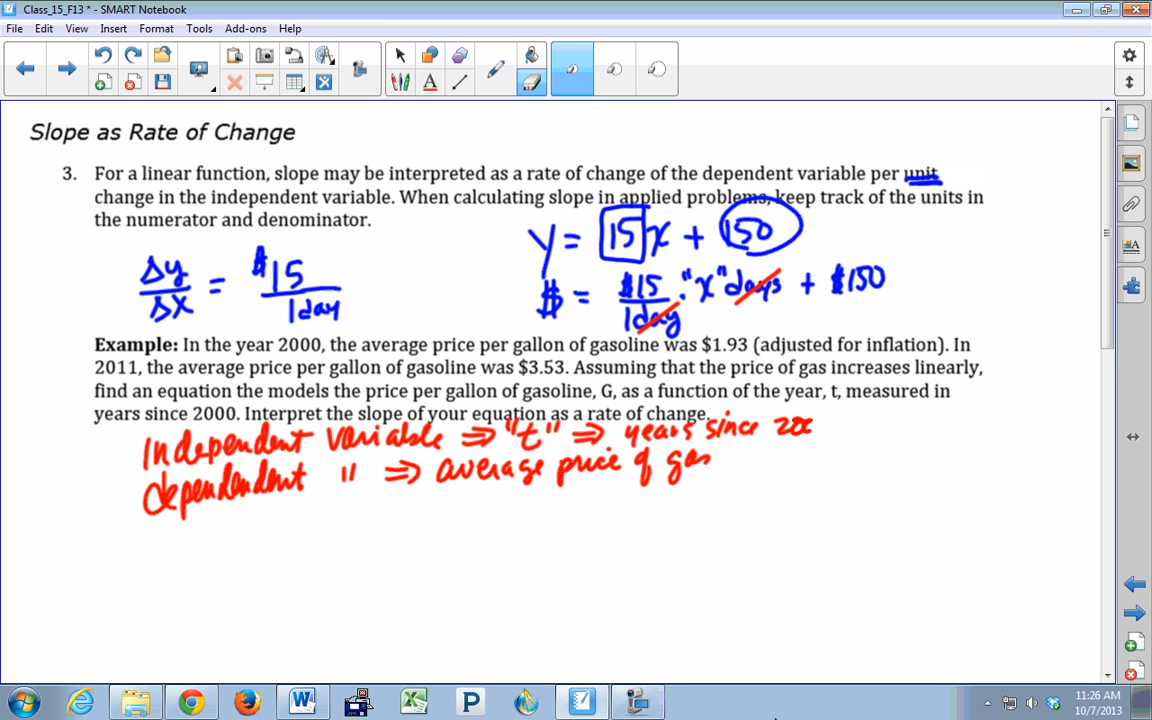 Class_15_F13 * - SMART Notebook
File Edit View Insert Format Tools Add-ons Help
Slope as Rate of Change
3. For a linear function, slope may be interpreted as a rate of change of the dependent variable per unit
change in the independent variable. When calculating slope in applied problems, keep track of the units in
the numerator and denominator.
y = 15x + 150
Δy/Δx = $15/1day
$ = $15/1day · "x" days + $150
Example: In the year 2000, the average price per gallon of gasoline was $1.93 (adjusted for inflation). In
2011, the average price per gallon of gasoline was $3.53. Assuming that the price of gas increases linearly,
find an equation the models the price per gallon of gasoline, G, as a function of the year, t, measured in
years since 2000. Interpret the slope of your equation as a rate of change.
Independent variable ⇒ "t" ⇒ years since 200
dependendent " ⇒ average price of gas
11:26 AM
10/7/2013